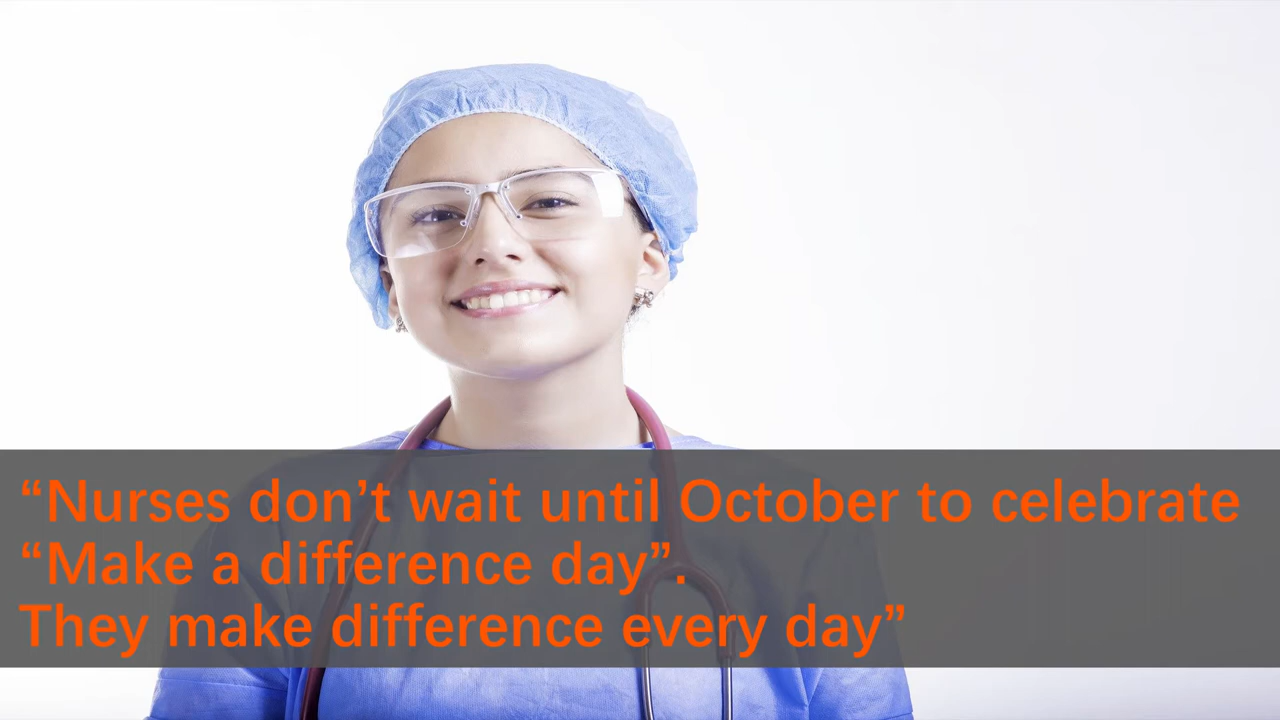 “Nurses don’t wait until October to celebrate
“Make a difference day”.
They make difference every day”